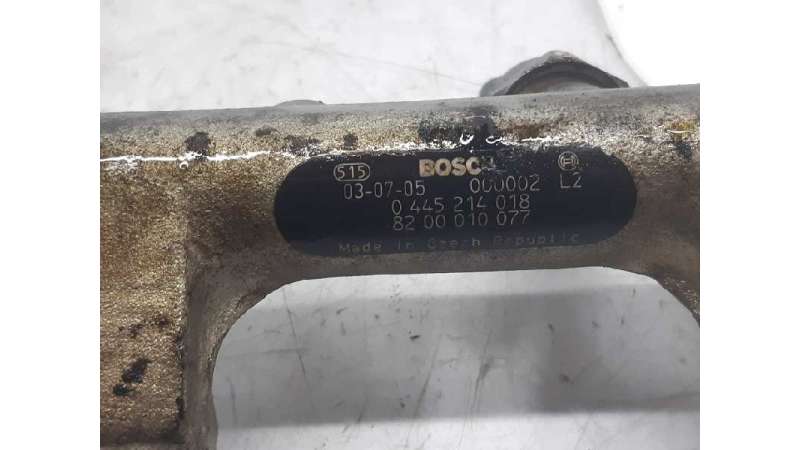 515 BOSCH
03-07-05 000002 L2
0 445 214 018
82 00 010 077
Made in Czech Republic